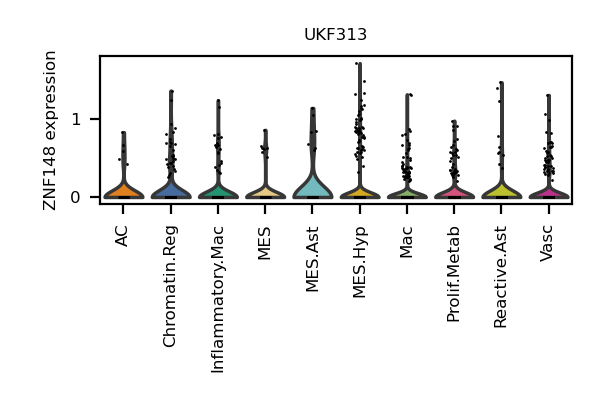 UKF313
ZNF148 expression
1
0
AC
Chromatin.Reg
Inflammatory.Mac
MES
MES.Ast
MES.Hyp
Mac
Prolif.Metab
Reactive.Ast
Vasc